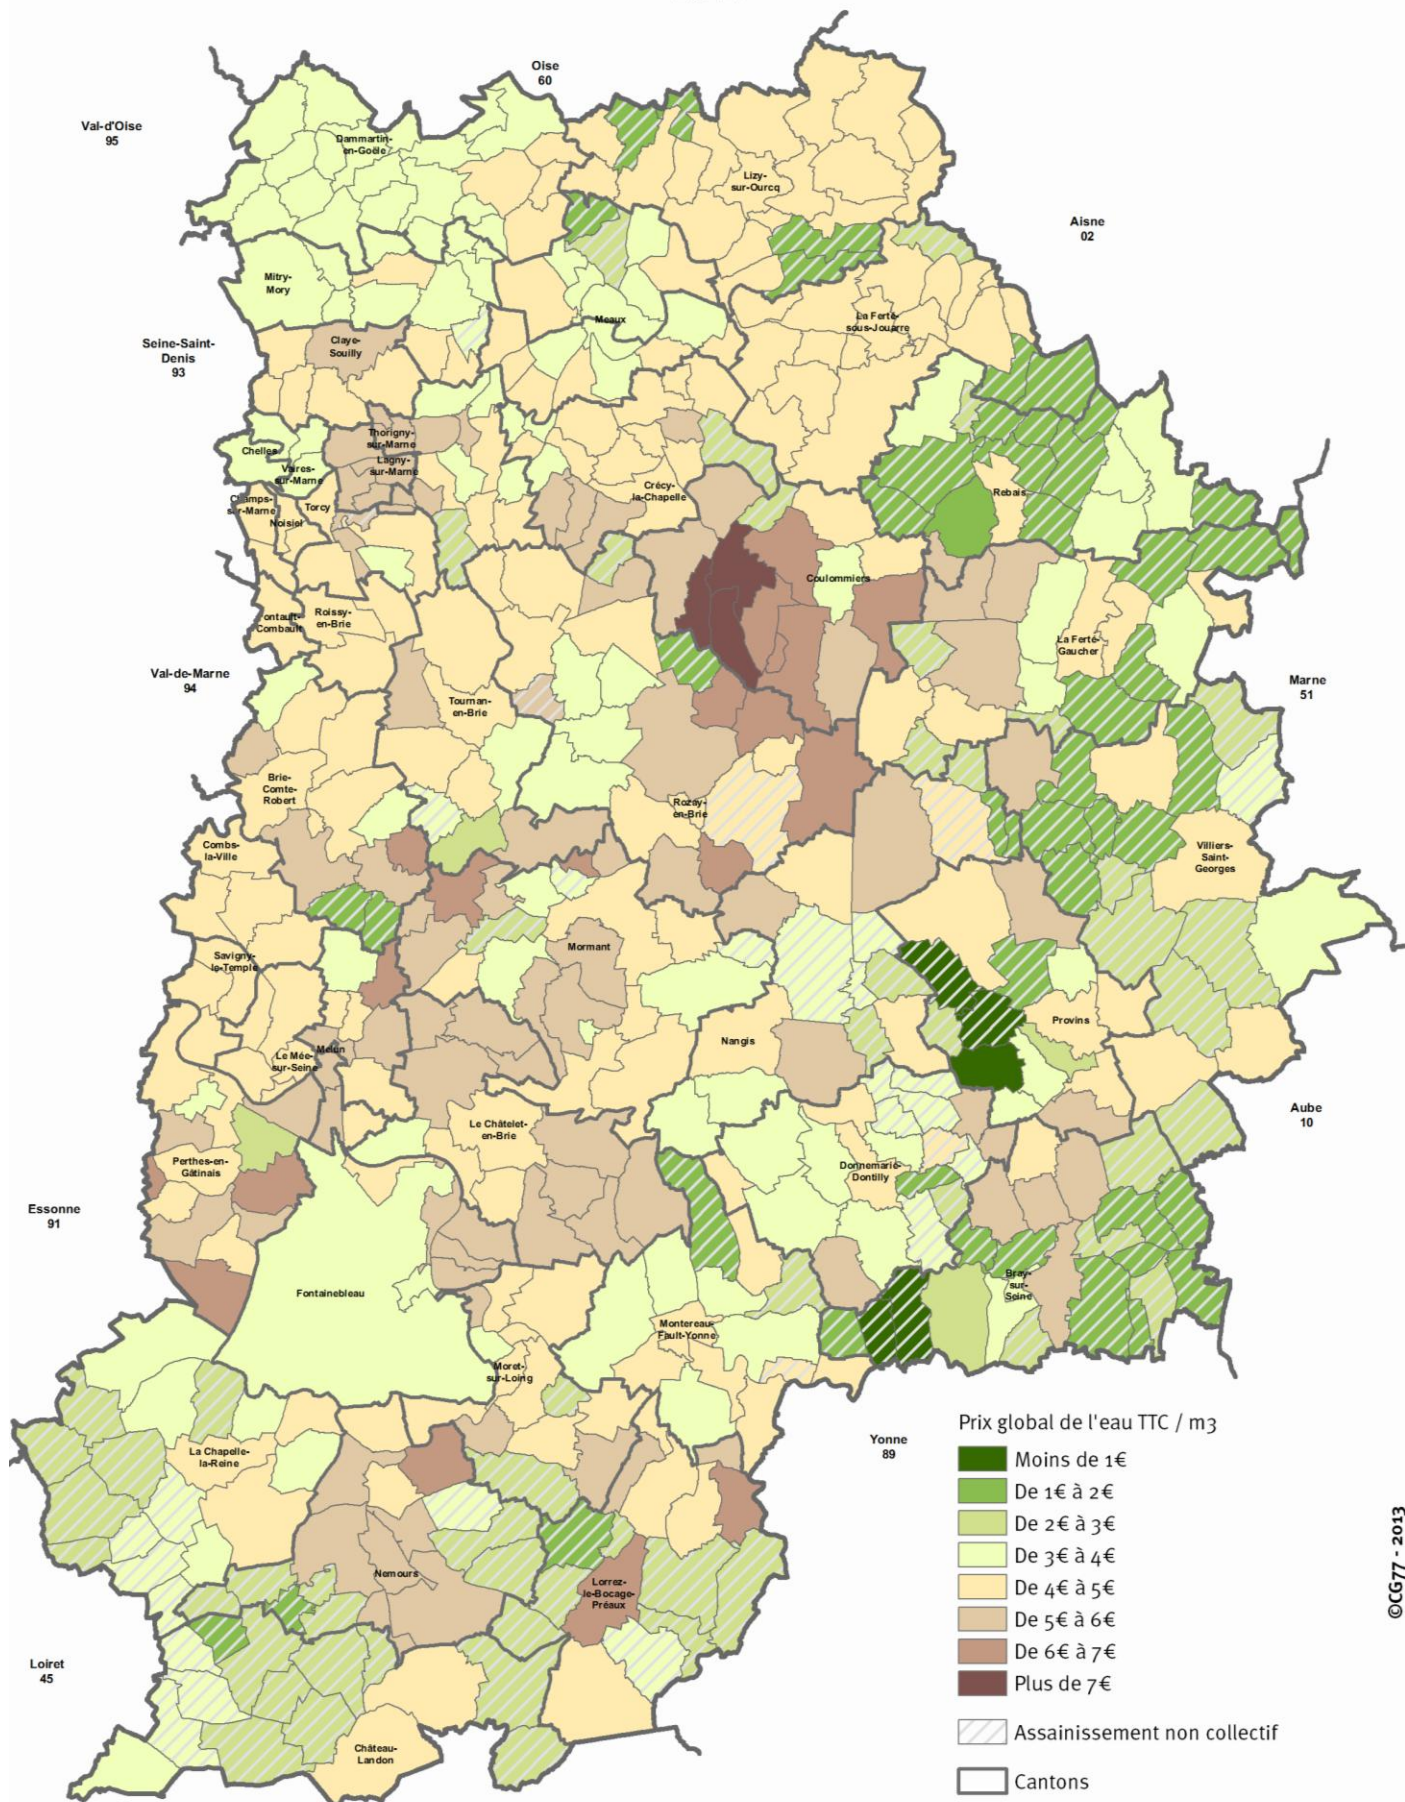 Oise
60
Val-d'Oise
95
Dammartin-
en-Goële
Lizy-
sur-Ourcq
Aisne
02
Mitry-
Mory
Meaux
La Ferté-
sous-Jouarre
Seine-Saint-
Denis
93
Claye-
Souilly
Thorigny-
sur-Marne
Chelles
Vaires-
sur-Marne
Lagny-
sur-Marne
Crécy-
la-Chapelle
Rebais
Champs-
sur-Marne
Noisiel
Torcy
Coulommiers
Pontault-
Combault
Roissy-
en-Brie
La Ferté-
Gaucher
Val-de-Marne
94
Tournan-
en-Brie
Marne
51
Brie-
Comte-
Robert
Rozay-
en-Brie
Combs-
la-Ville
Villiers-
Saint-
Georges
Mormant
Savigny-
le-Temple
Provins
Nangis
Le Mée-
sur-Seine
Melun
Aube
10
Le Châtelet-
en-Brie
Perthes-en-
Gâtinais
Donnemarie-
Dontilly
Essonne
91
Fontainebleau
Bray-
sur-
Seine
Montereau-
Fault-Yonne
Moret-
sur-Loing
Yonne
89
La Chapelle-
la-Reine
Nemours
Lorrez-
le-Bocage-
Préaux
Loiret
45
Château-
Landon
Prix global de l'eau TTC / m3
Moins de 1€
De 1€ à 2€
De 2€ à 3€
De 3€ à 4€
De 4€ à 5€
De 5€ à 6€
De 6€ à 7€
Plus de 7€
Assainissement non collectif
Cantons
©CG77 - 2013